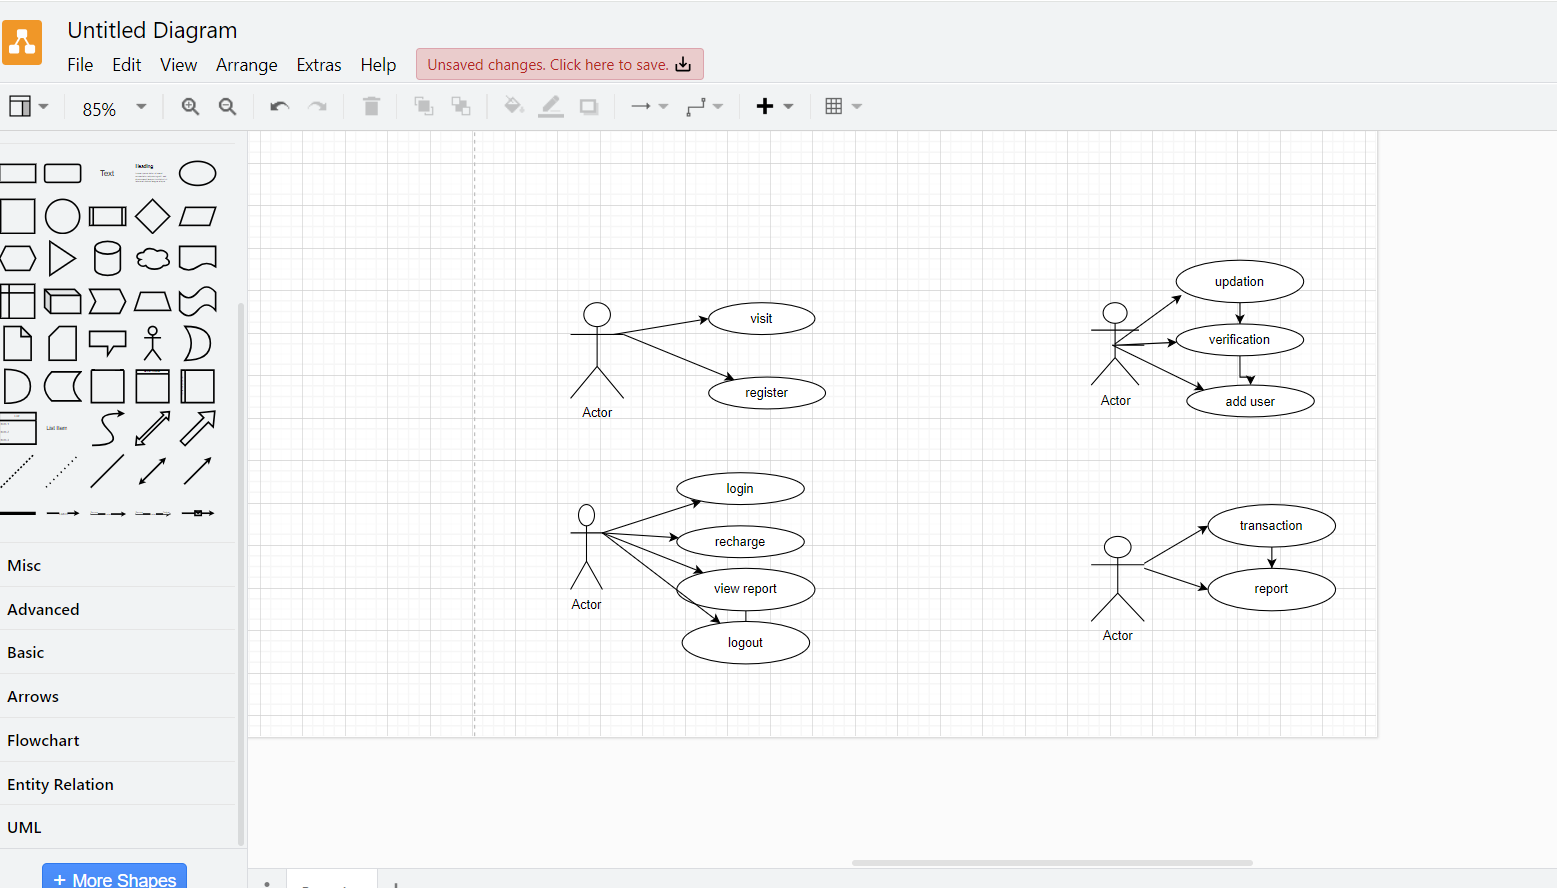 Untitled Diagram
File Edit View Arrange Extras Help Unsaved changes. Click here to save.
85%
Text
Heading
List Item
Misc
Advanced
Basic
Arrows
Flowchart
Entity Relation
UML
+ More Shapes
visit
register
Actor
updation
verification
add user
Actor
login
recharge
view report
logout
Actor
transaction
report
Actor